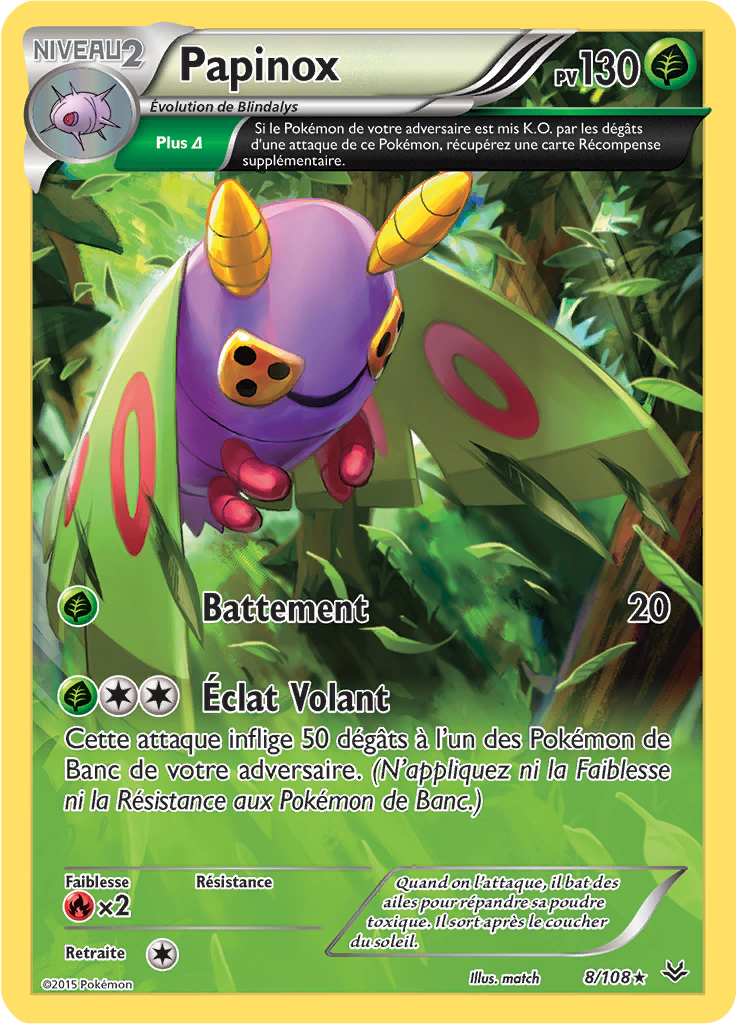 NIVEAU2
Papinox
PV130
Évolution de Blindalys
Plus Δ
Si le Pokémon de votre adversaire est mis K.O. par les dégâts
d'une attaque de ce Pokémon, récupérez une carte Récompense
supplémentaire.
Battement 20
Éclat Volant
Cette attaque inflige 50 dégâts à l'un des Pokémon de
Banc de votre adversaire. (N'appliquez ni la Faiblesse
ni la Résistance aux Pokémon de Banc.)
Faiblesse
Résistance
×2
Retraite
Quand on l'attaque, il bat des
ailes pour répandre sa poudre
toxique. Il sort après le coucher
du soleil.
©2015 Pokémon
Illus. match
8/108★